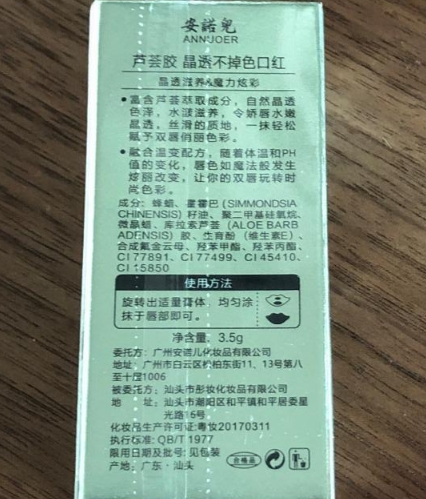 安諾兒
ANNUOER
芦荟胶 晶透不掉色口红
晶透滋养&魔力炫彩
●富含芦荟萃取成分，自然晶透
色泽，水波滋养，令娇唇水嫩
晶透，丝滑的质地，一抹轻松
赋予双唇俏丽色彩。
●融合温变配方，随着体温和PH
值的变化，唇色如魔法般发生
炫丽改变，让你的双唇玩转时
尚色彩。
成分：蜂蜡、霍霍巴(SIMMONDSIA
CHINENSIS) 籽油、聚二甲基硅氧烷、
微晶蜡、库拉索芦荟 (ALOE BARB
ADENSIS) 胶、生育酚（维生素E）、
合成氟金云母、羟苯甲酯、羟苯丙酯、
CI 77891、CI 77499、CI 45410、
CI 15850
使用方法
旋转出适量膏体，均匀涂
抹于唇部即可。
净含量：3.5g
委托方：广州安诺儿化妆品有限公司
地址：广州市白云区松柏东街11、13号第八
至十层1006
被委托方：汕头市彤妆化妆品有限公司
地 址：汕头市潮阳区和平镇和平居委星
光路16号
化妆品生产许可证:粤妆20170311
执行标准: QB/T 1977
限用日期及批号:见包装
产地：广东·汕头
合格品